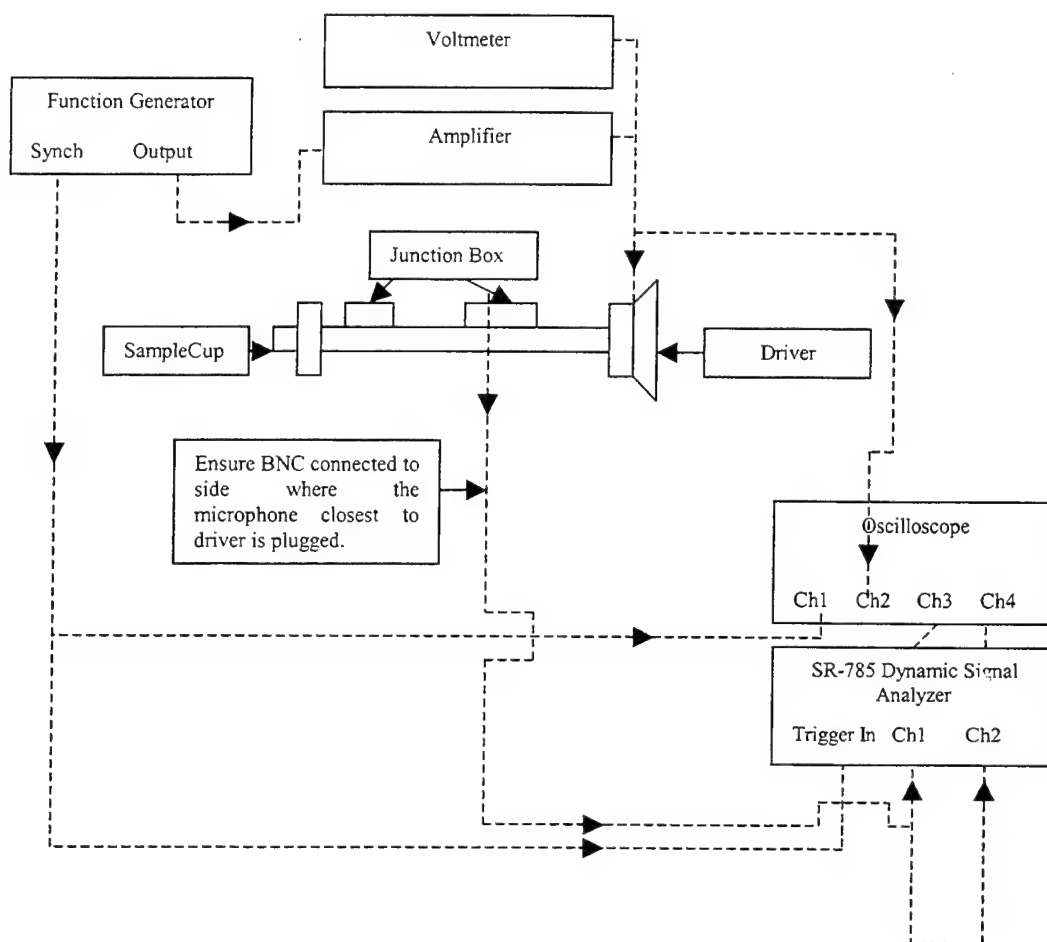 Voltmeter
Function Generator
Synch Output
Amplifier
Junction Box
SampleCup
Driver
Ensure BNC connected to
side where the
microphone closest to
driver is plugged.
Oscilloscope
Ch1 Ch2 Ch3 Ch4
SR-785 Dynamic Signal
Analyzer
Trigger In Ch1 Ch2